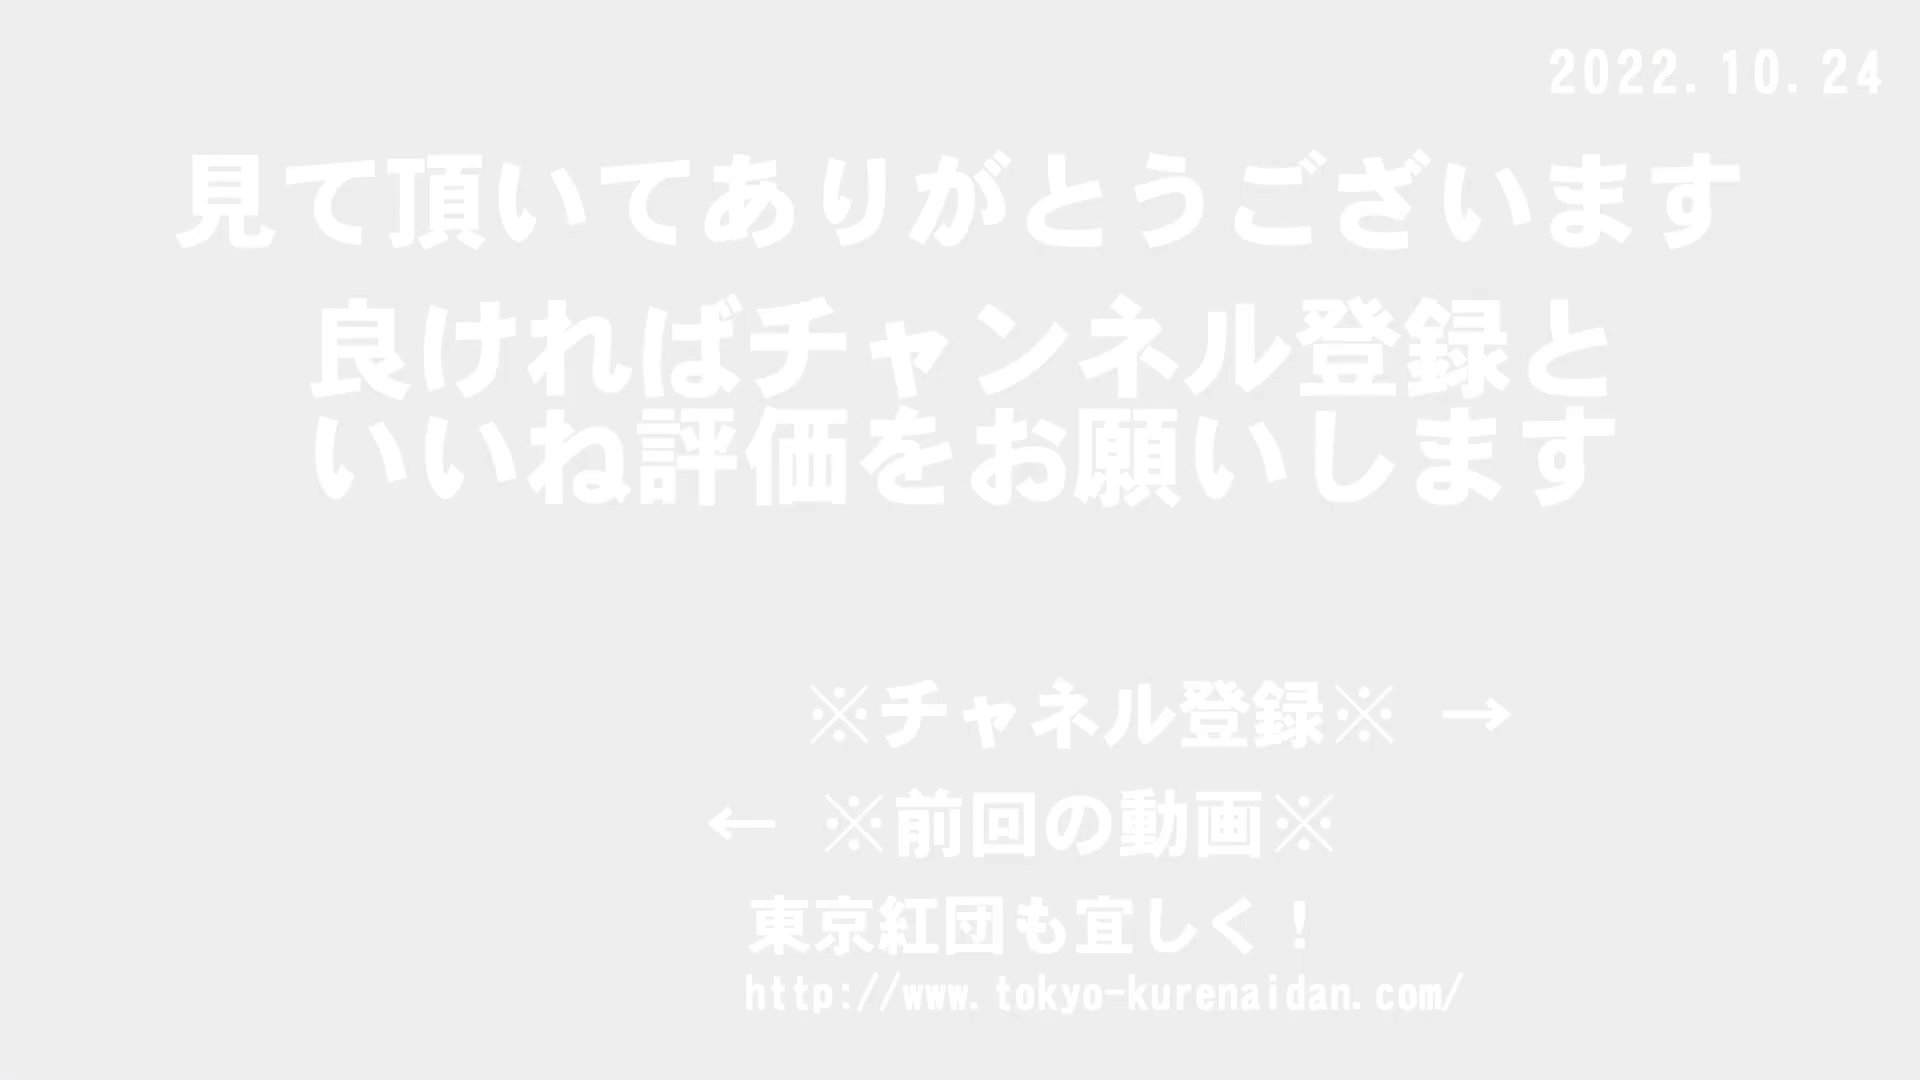 2022.10.24
見て頂いてありがとうございます
良ければチャンネル登録と
いいね評価をお願いします
※チャネル登録※ →
← ※前回の動画※
東京紅団も宜しく！
http://www.tokyo-kurenaidan.com/